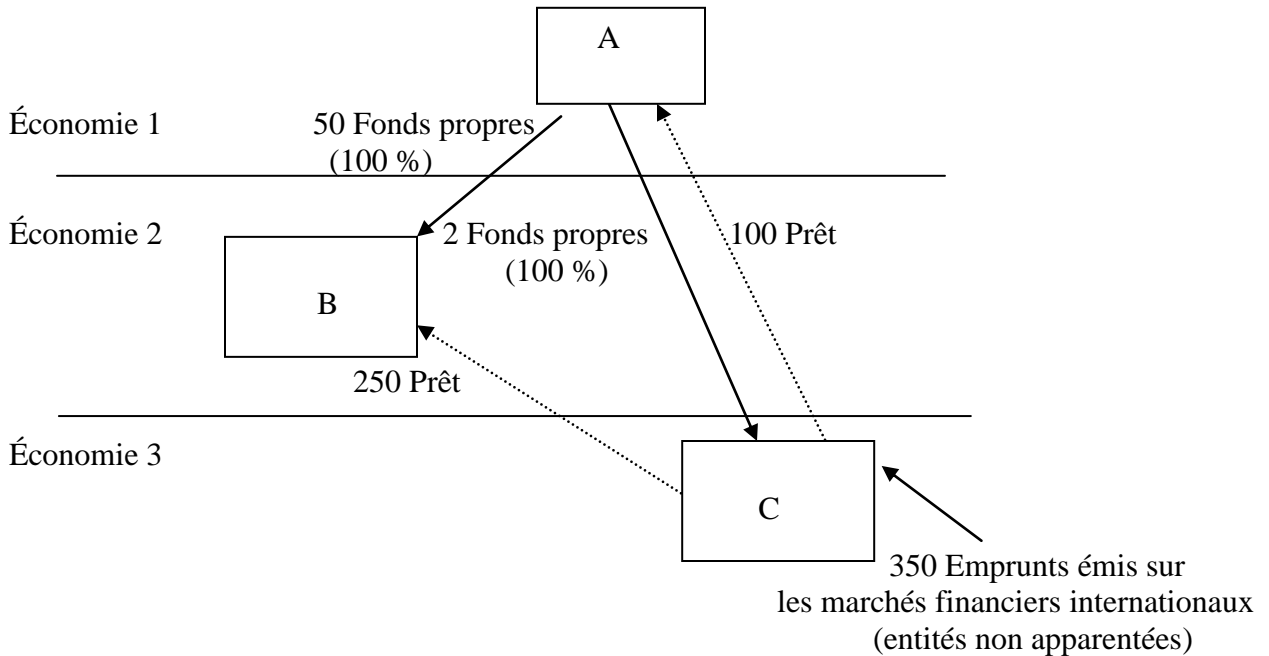 A
Économie 1
50 Fonds propres
(100 %)
Économie 2
2 Fonds propres
(100 %)
100 Prêt
B
250 Prêt
Économie 3
C
350 Emprunts émis sur
les marchés financiers internationaux
(entités non apparentées)